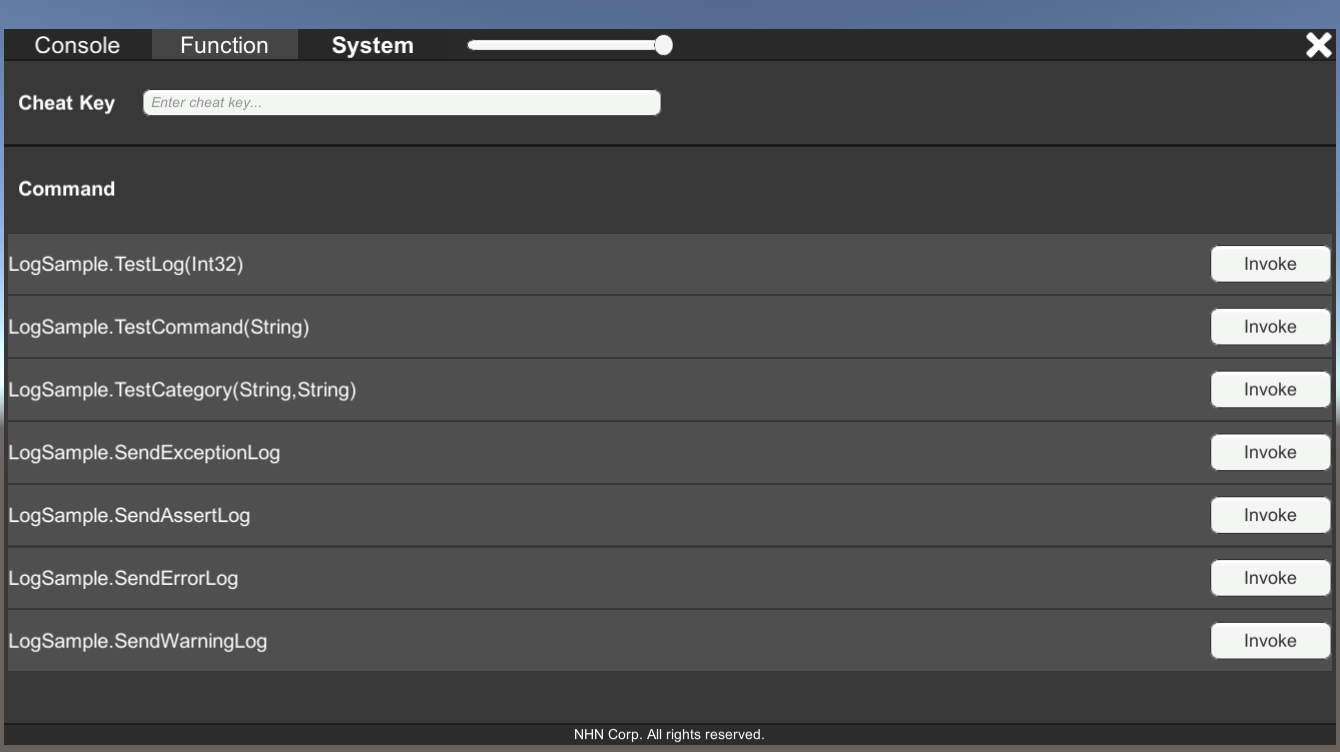 Console Function System
Cheat Key Enter cheat key...
Command
LogSample.TestLog(Int32) Invoke
LogSample.TestCommand(String) Invoke
LogSample.TestCategory(String,String) Invoke
LogSample.SendExceptionLog Invoke
LogSample.SendAssertLog Invoke
LogSample.SendErrorLog Invoke
LogSample.SendWarningLog Invoke
NHN Corp. All rights reserved.